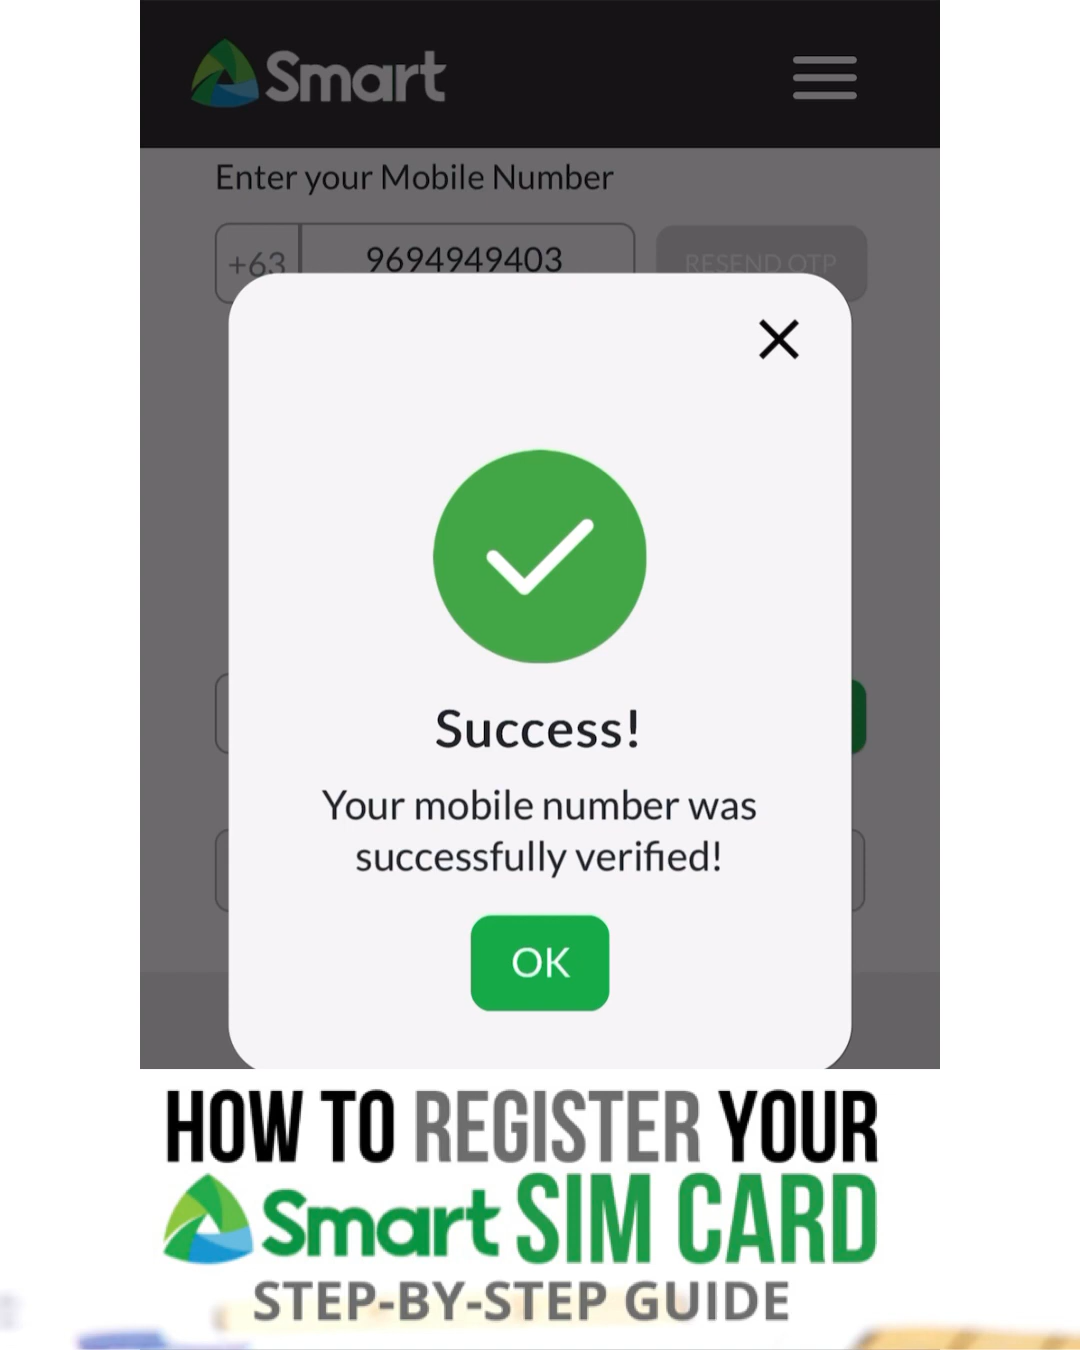 Smart
Enter your Mobile Number
+63 9694949403 RESEND OTP
Success!
Your mobile number was
successfully verified!
OK
HOW TO REGISTER YOUR
Smart SIM CARD
STEP-BY-STEP GUIDE